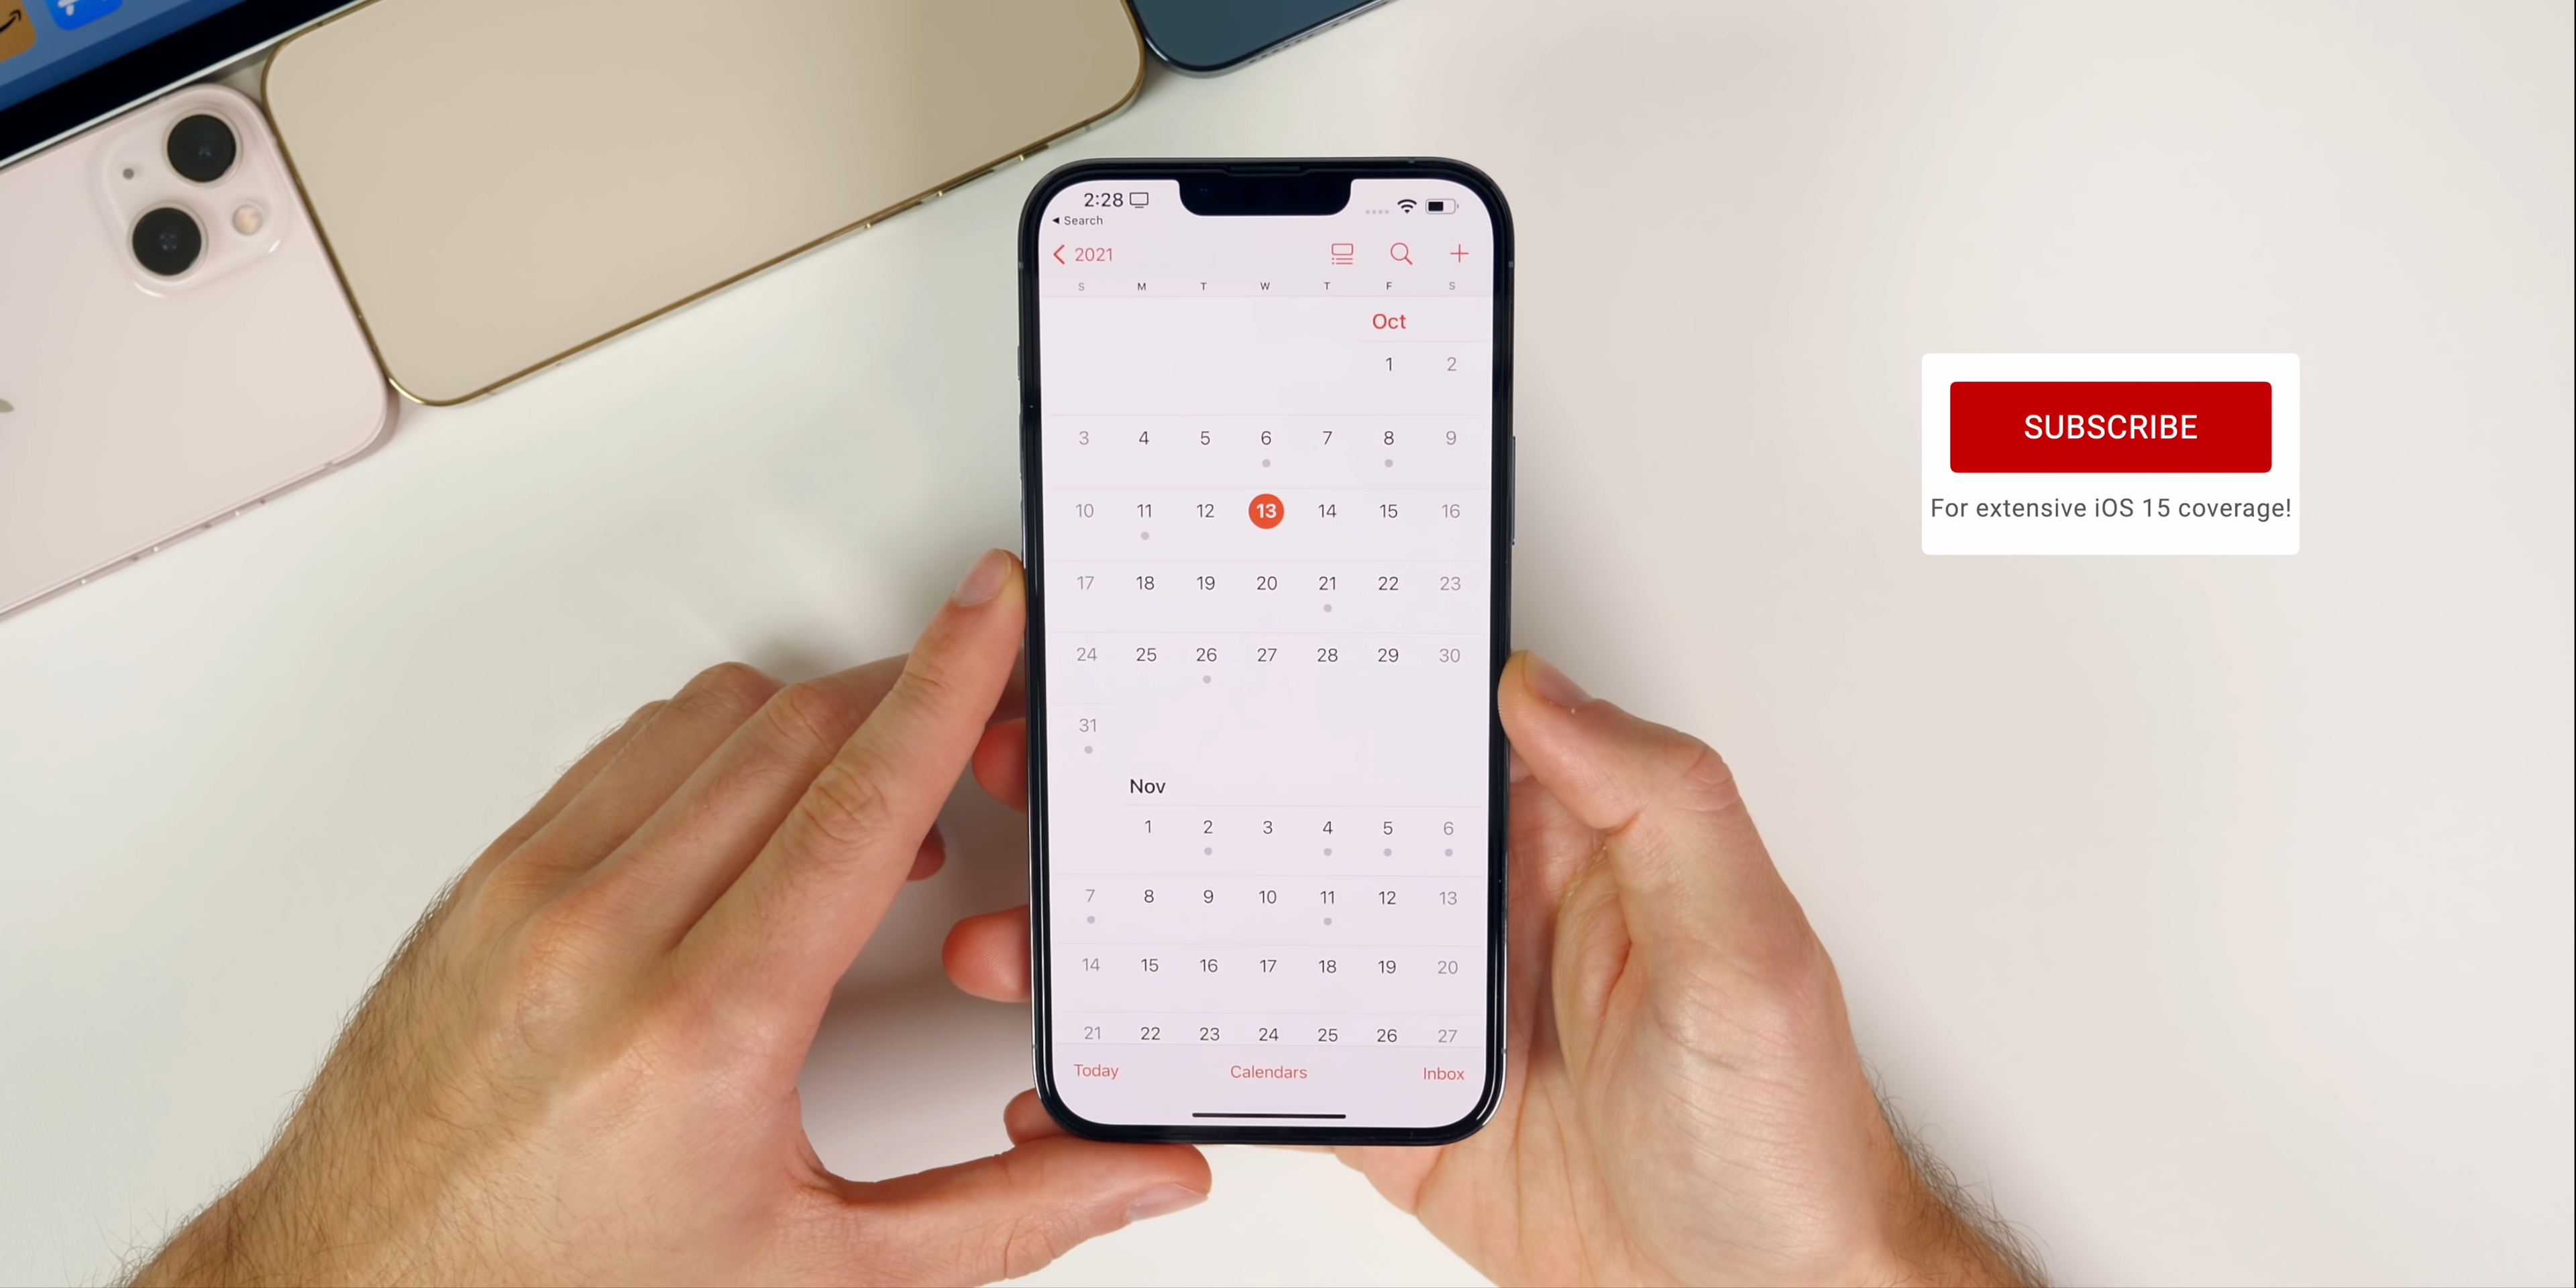 2:28
◀ Search
2021
S M T W T F S
Oct
1 2
3 4 5 6 7 8 9
10 11 12 13 14 15 16
17 18 19 20 21 22 23
24 25 26 27 28 29 30
31
Nov
1 2 3 4 5 6
7 8 9 10 11 12 13
14 15 16 17 18 19 20
21 22 23 24 25 26 27
Today Calendars Inbox
SUBSCRIBE
For extensive iOS 15 coverage!